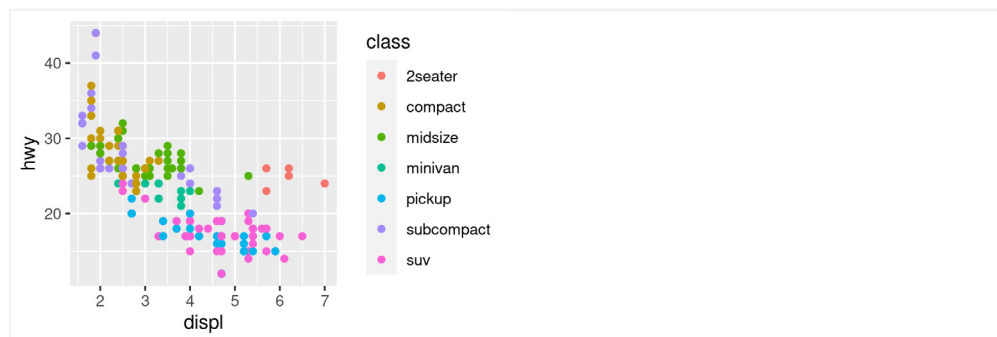 hwy
40
30
20
2 3 4 5 6 7
displ
class
2seater
compact
midsize
minivan
pickup
subcompact
suv